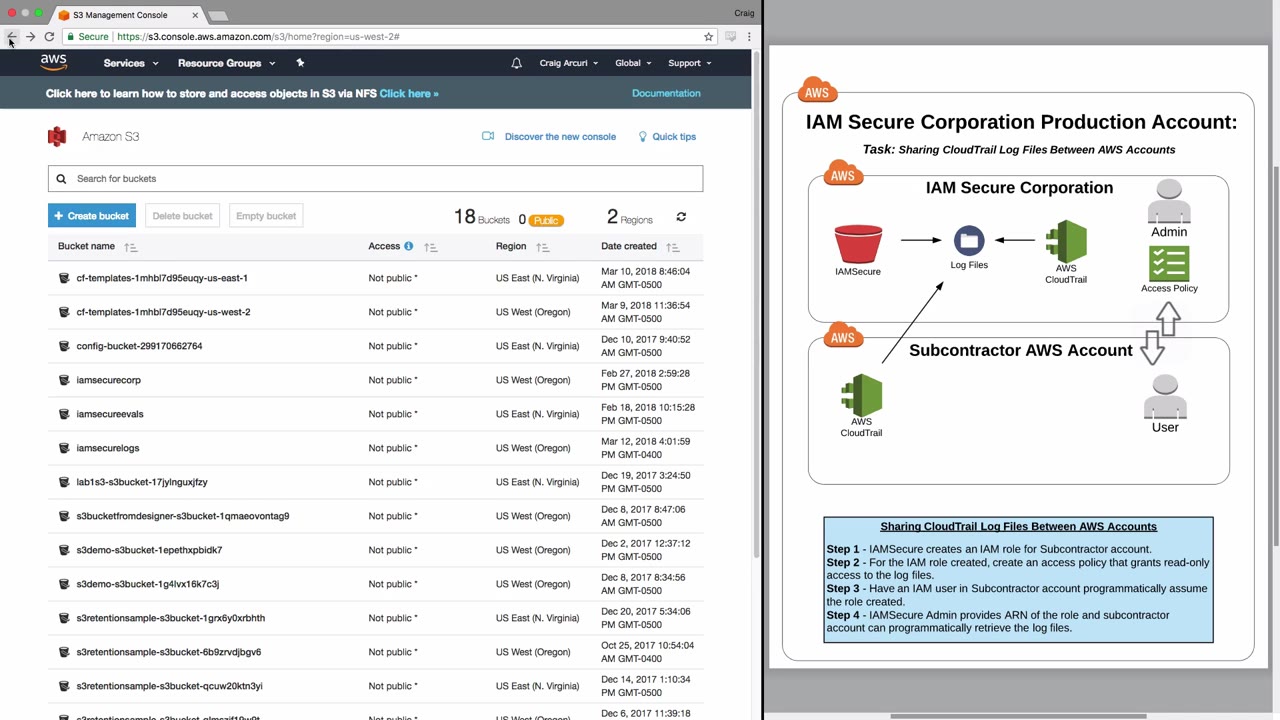 S3 Management Console
Craig
Secure https://s3.console.aws.amazon.com/s3/home?region=us-west-2#
aws Services Resource Groups Craig Arcuri Global Support
Click here to learn how to store and access objects in S3 via NFS Click here » Documentation
Amazon S3 Discover the new console Quick tips
Search for buckets
+ Create bucket Delete bucket Empty bucket 18 Buckets 0 Public 2 Regions
Bucket name Access Region Date created
cf-templates-1mhbl7d95euqy-us-east-1 Not public * US East (N. Virginia) Mar 10, 2018 8:46:04
AM GMT-0500
cf-templates-1mhbl7d95euqy-us-west-2 Not public * US West (Oregon) Mar 9, 2018 11:36:54
AM GMT-0500
config-bucket-299170662764 Not public * US East (N. Virginia) Dec 10, 2017 9:40:52
AM GMT-0500
iamsecurecorp Not public * US West (Oregon) Feb 27, 2018 2:59:28
PM GMT-0500
iamsecureevals Not public * US East (N. Virginia) Feb 18, 2018 10:15:28
PM GMT-0500
iamsecurelogs Not public * US West (Oregon) Mar 12, 2018 4:01:59
PM GMT-0400
lab1s3-s3bucket-17jylnguxjfzy Not public * US East (N. Virginia) Dec 19, 2017 3:24:50
PM GMT-0500
s3bucketfromdesigner-s3bucket-1qmaeovontag9 Not public * US West (Oregon) Dec 8, 2017 8:47:06
AM GMT-0500
s3demo-s3bucket-1epethxpbidk7 Not public * US West (Oregon) Dec 2, 2017 12:37:12
PM GMT-0500
s3demo-s3bucket-1g4lvx16k7c3j Not public * US West (Oregon) Dec 8, 2017 8:34:56
AM GMT-0500
s3retentionsample-s3bucket-1grx6y0xrbhth Not public * US West (Oregon) Dec 20, 2017 5:34:06
PM GMT-0500
s3retentionsample-s3bucket-6b9zrvdjbgv6 Not public * US West (Oregon) Oct 25, 2017 10:54:04
AM GMT-0400
s3retentionsample-s3bucket-qcuw20ktn3yi Not public * US East (N. Virginia) Dec 14, 2017 1:10:34
PM GMT-0500
Not public * US West (Oregon) Dec 6, 2017 11:39:18
AWS
IAM Secure Corporation Production Account:
Task: Sharing CloudTrail Log Files Between AWS Accounts
AWS
IAM Secure Corporation
Admin
IAMSecure
Log Files
AWS
CloudTrail
Access Policy
AWS
Subcontractor AWS Account
AWS
CloudTrail
User
Sharing CloudTrail Log Files Between AWS Accounts
Step 1 - IAMSecure creates an IAM role for Subcontractor account.
Step 2 - For the IAM role created, create an access policy that grants read-only
access to the log files.
Step 3 - Have an IAM user in Subcontractor account programmatically assume
the role created.
Step 4 - IAMSecure Admin provides ARN of the role and subcontractor
account can programmatically retrieve the log files.